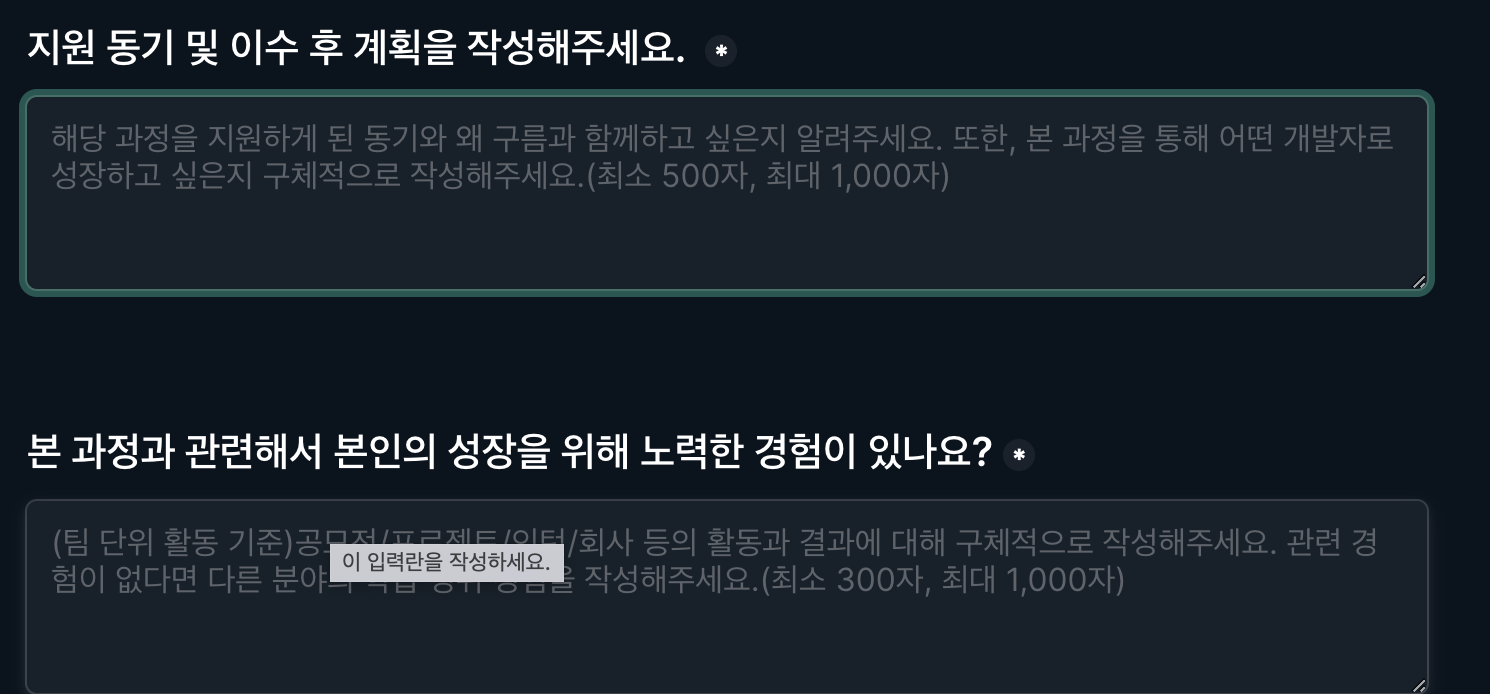 지원 동기 및 이수 후 계획을 작성해주세요. *
해당 과정을 지원하게 된 동기와 왜 구름과 함께하고 싶은지 알려주세요. 또한, 본 과정을 통해 어떤 개발자로
성장하고 싶은지 구체적으로 작성해주세요.(최소 500자, 최대 1,000자)
본 과정과 관련해서 본인의 성장을 위해 노력한 경험이 있나요? *
(팀 단위 활동 기준)공모전/프로젝트/인턴/회사 등의 활동과 결과에 대해 구체적으로 작성해주세요. 관련 경
이 입력란을 작성하세요.
험이 없다면 다른 분야의 작성해주세요.(최소 300자, 최대 1,000자)